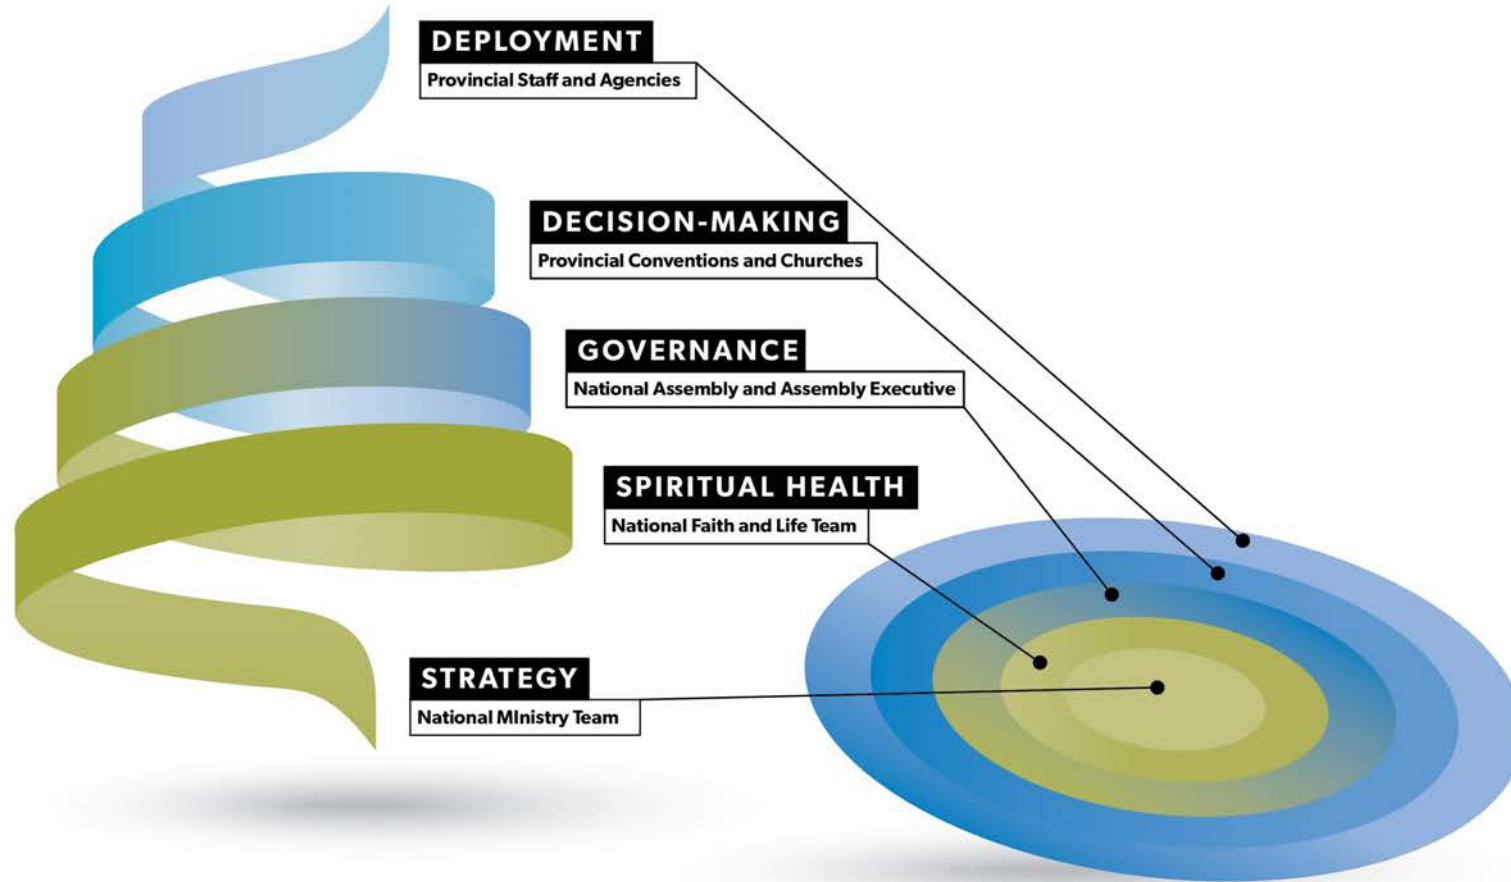 DEPLOYMENT
Provincial Staff and Agencies
DECISION-MAKING
Provincial Conventions and Churches
GOVERNANCE
National Assembly and Assembly Executive
SPIRITUAL HEALTH
National Faith and Life Team
STRATEGY
National MInistry Team